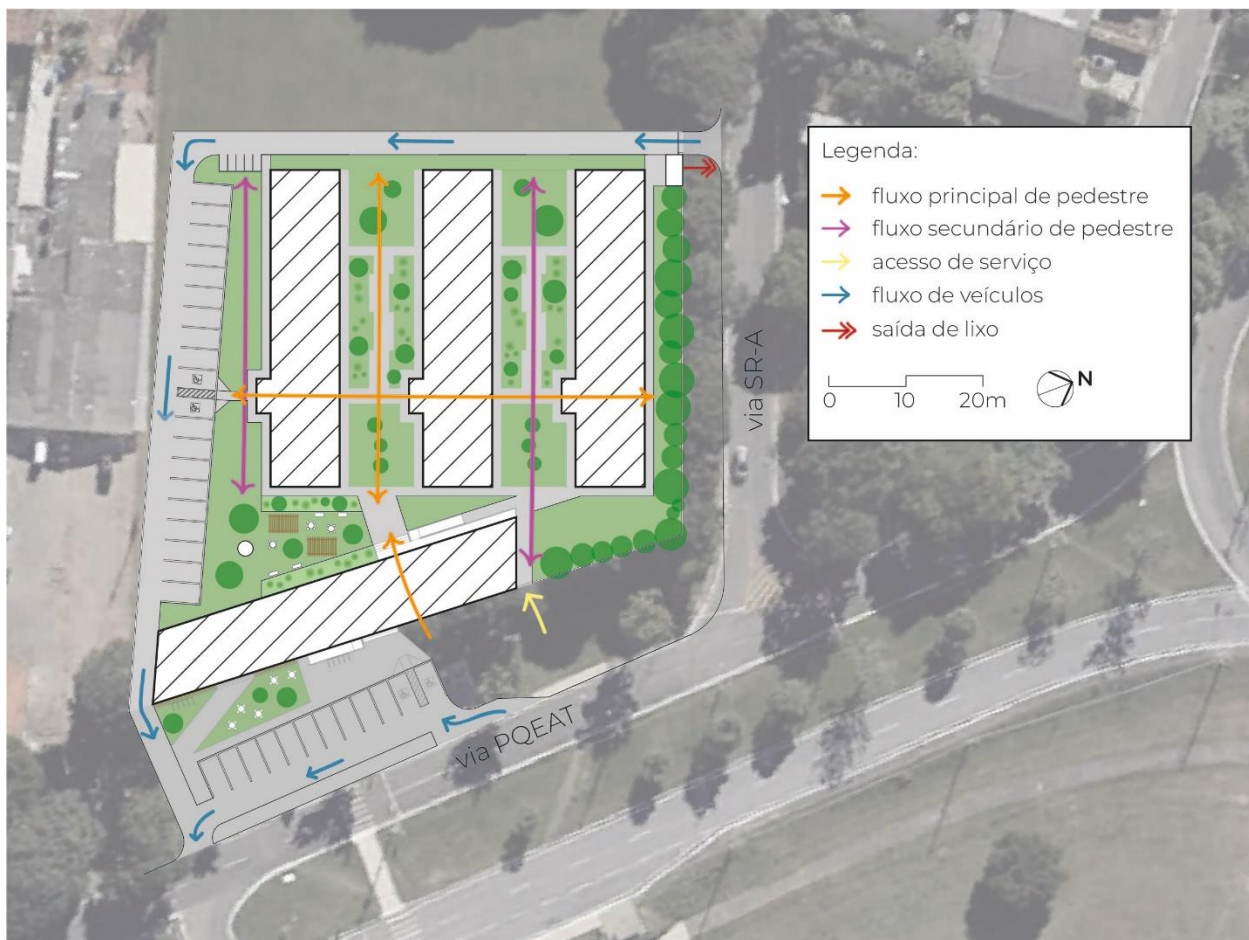 Legenda:
fluxo principal de pedestre
fluxo secundário de pedestre
acesso de serviço
fluxo de veículos
saída de lixo
0 10 20m
N
via SR-A
via PQEAT